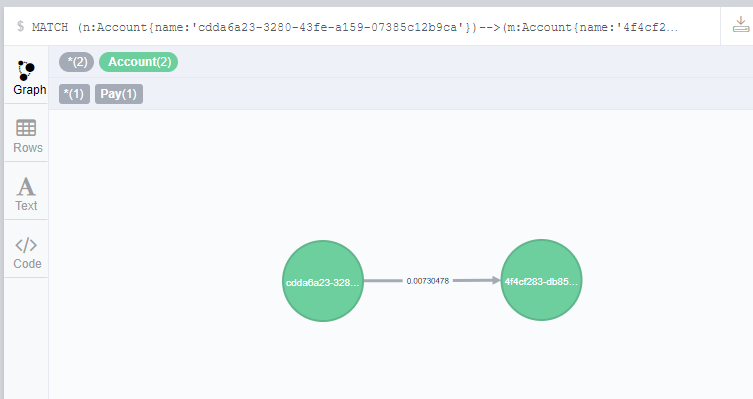 $ MATCH (n:Account{name:'cdda6a23-3280-43fe-a159-07385c12b9ca'})-->(m:Account{name:'4f4cf2...
*(2) Account(2)
*(1) Pay(1)
Graph
Rows
Text
Code
cdda6a23-328... 0.00730478 4f4cf283-db85...